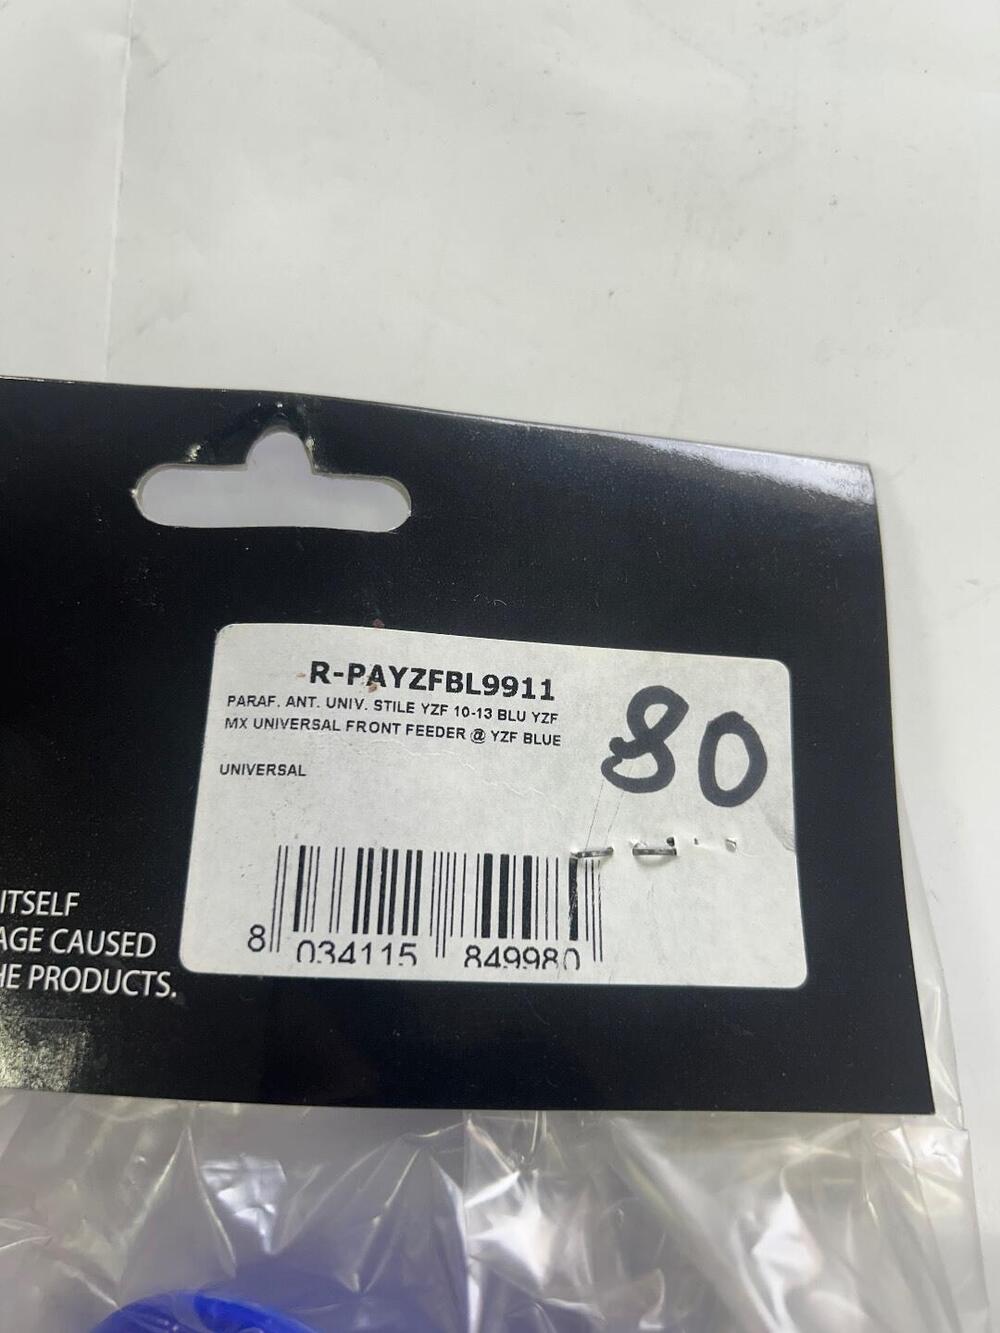 R-PAYZFBL9911
PARAF. ANT. UNIV. STILE YZF 10-13 BLU YZF
MX UNIVERSAL FRONT FEEDER @ YZF BLUE
80
UNIVERSAL
ITSELF
AGE CAUSED
HE PRODUCTS.
8 034115 849980